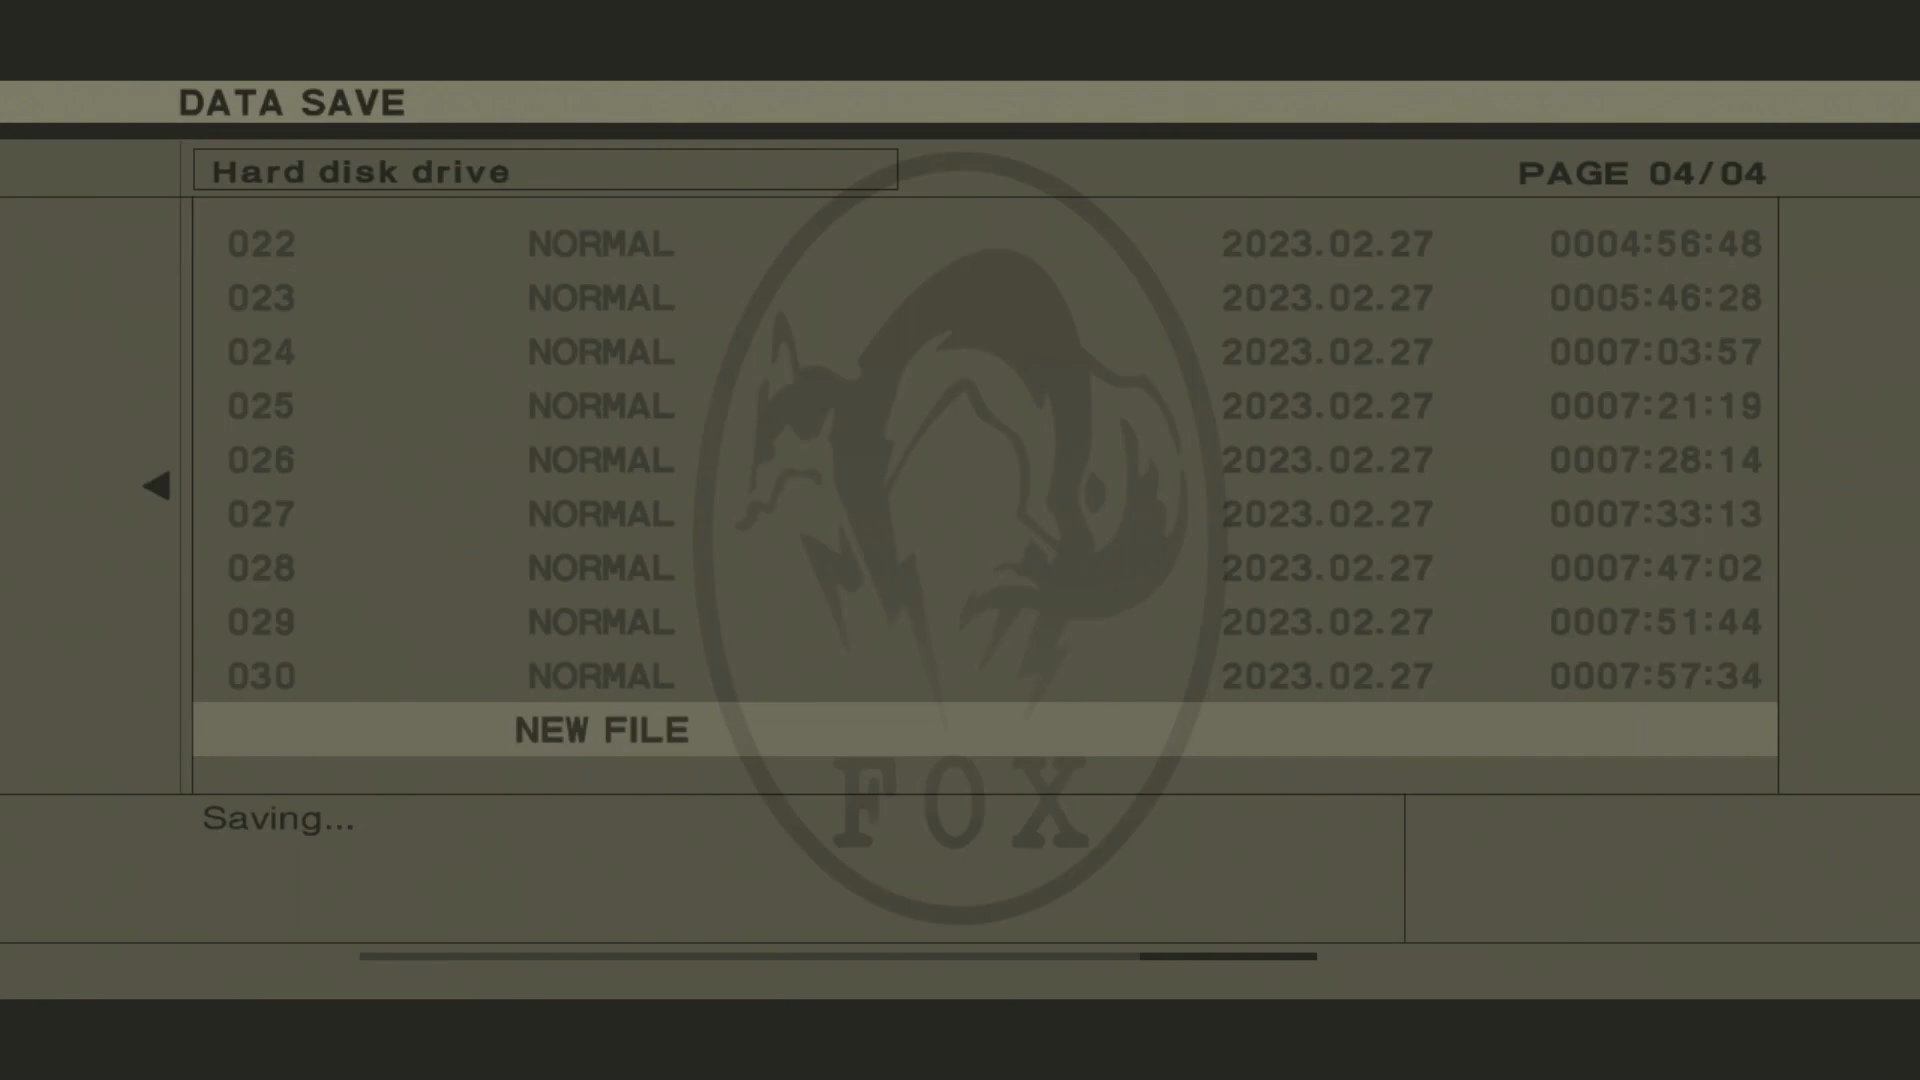 DATA SAVE
Hard disk drive PAGE 04/04
022 NORMAL 2023.02.27 0004:56:48
023 NORMAL 2023.02.27 0005:46:28
024 NORMAL 2023.02.27 0007:03:57
025 NORMAL 2023.02.27 0007:21:19
026 NORMAL 2023.02.27 0007:28:14
027 NORMAL 2023.02.27 0007:33:13
028 NORMAL 2023.02.27 0007:47:02
029 NORMAL 2023.02.27 0007:51:44
030 NORMAL 2023.02.27 0007:57:34
NEW FILE
FOX
Saving...